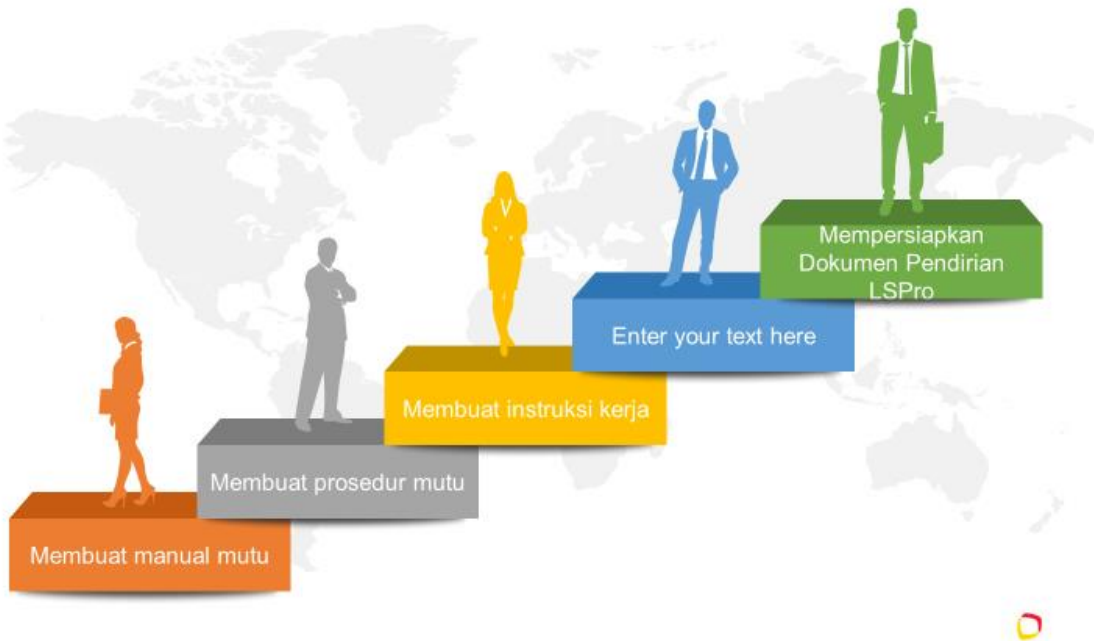 Mempersiapkan
Dokumen Pendirian
LSPro
Enter your text here
Membuat instruksi kerja
Membuat prosedur mutu
Membuat manual mutu